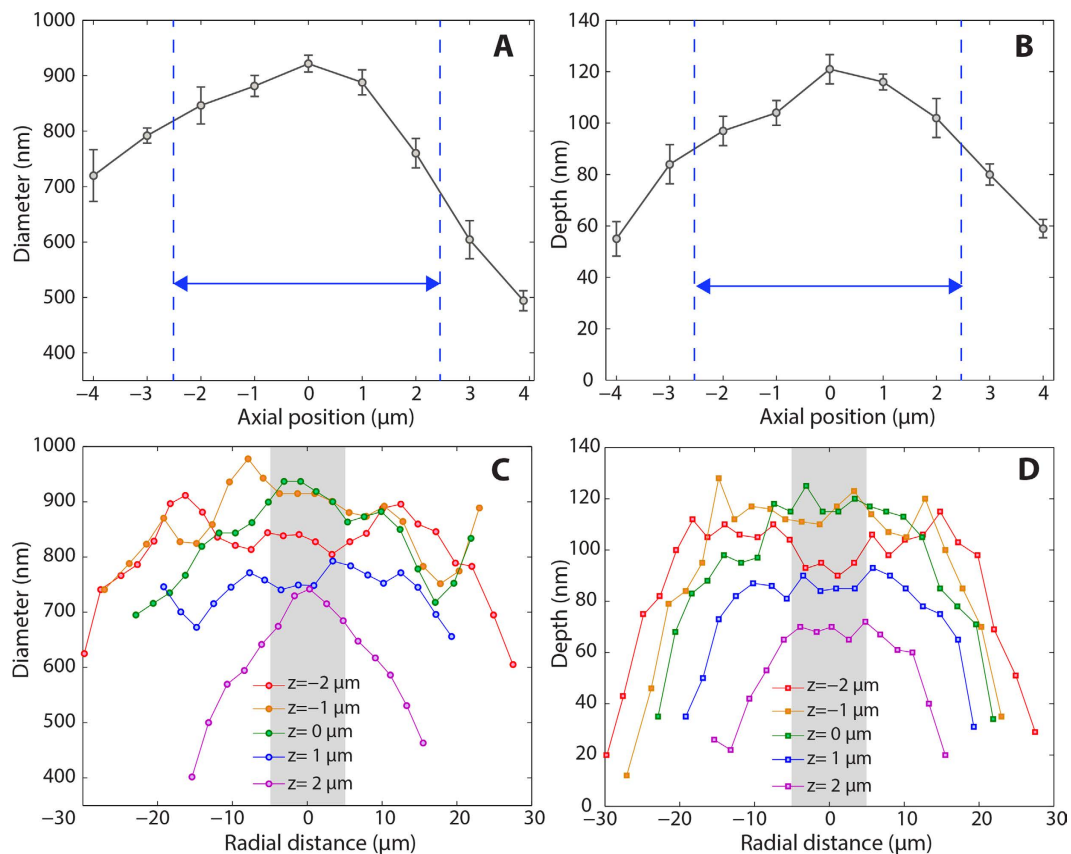 A
1000
900
800
700
600
500
400
Diameter (nm)
−4 −3 −2 −1 0 1 2 3 4
Axial position (µm)
B
140
120
100
80
60
40
20
0
Depth (nm)
−4 −3 −2 −1 0 1 2 3 4
Axial position (µm)
C
1000
900
800
700
600
500
400
Diameter (nm)
z=−2 µm
z=−1 µm
z= 0 µm
z= 1 µm
z= 2 µm
−30 −20 −10 0 10 20 30
Radial distance (µm)
D
140
120
100
80
60
40
20
0
Depth (nm)
z=−2 µm
z=−1 µm
z= 0 µm
z= 1 µm
z= 2 µm
−30 −20 −10 0 10 20 30
Radial distance (µm)